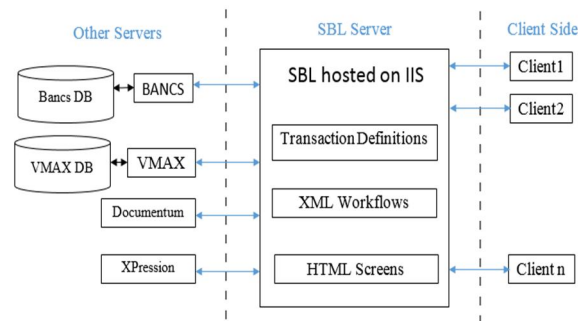 Other Servers
SBL Server
Client Side
Bancs DB
BANCS
VMAX DB
VMAX
Documentum
XPression
SBL hosted on IIS
Transaction Definitions
XML Workflows
HTML Screens
Client1
Client2
Client n